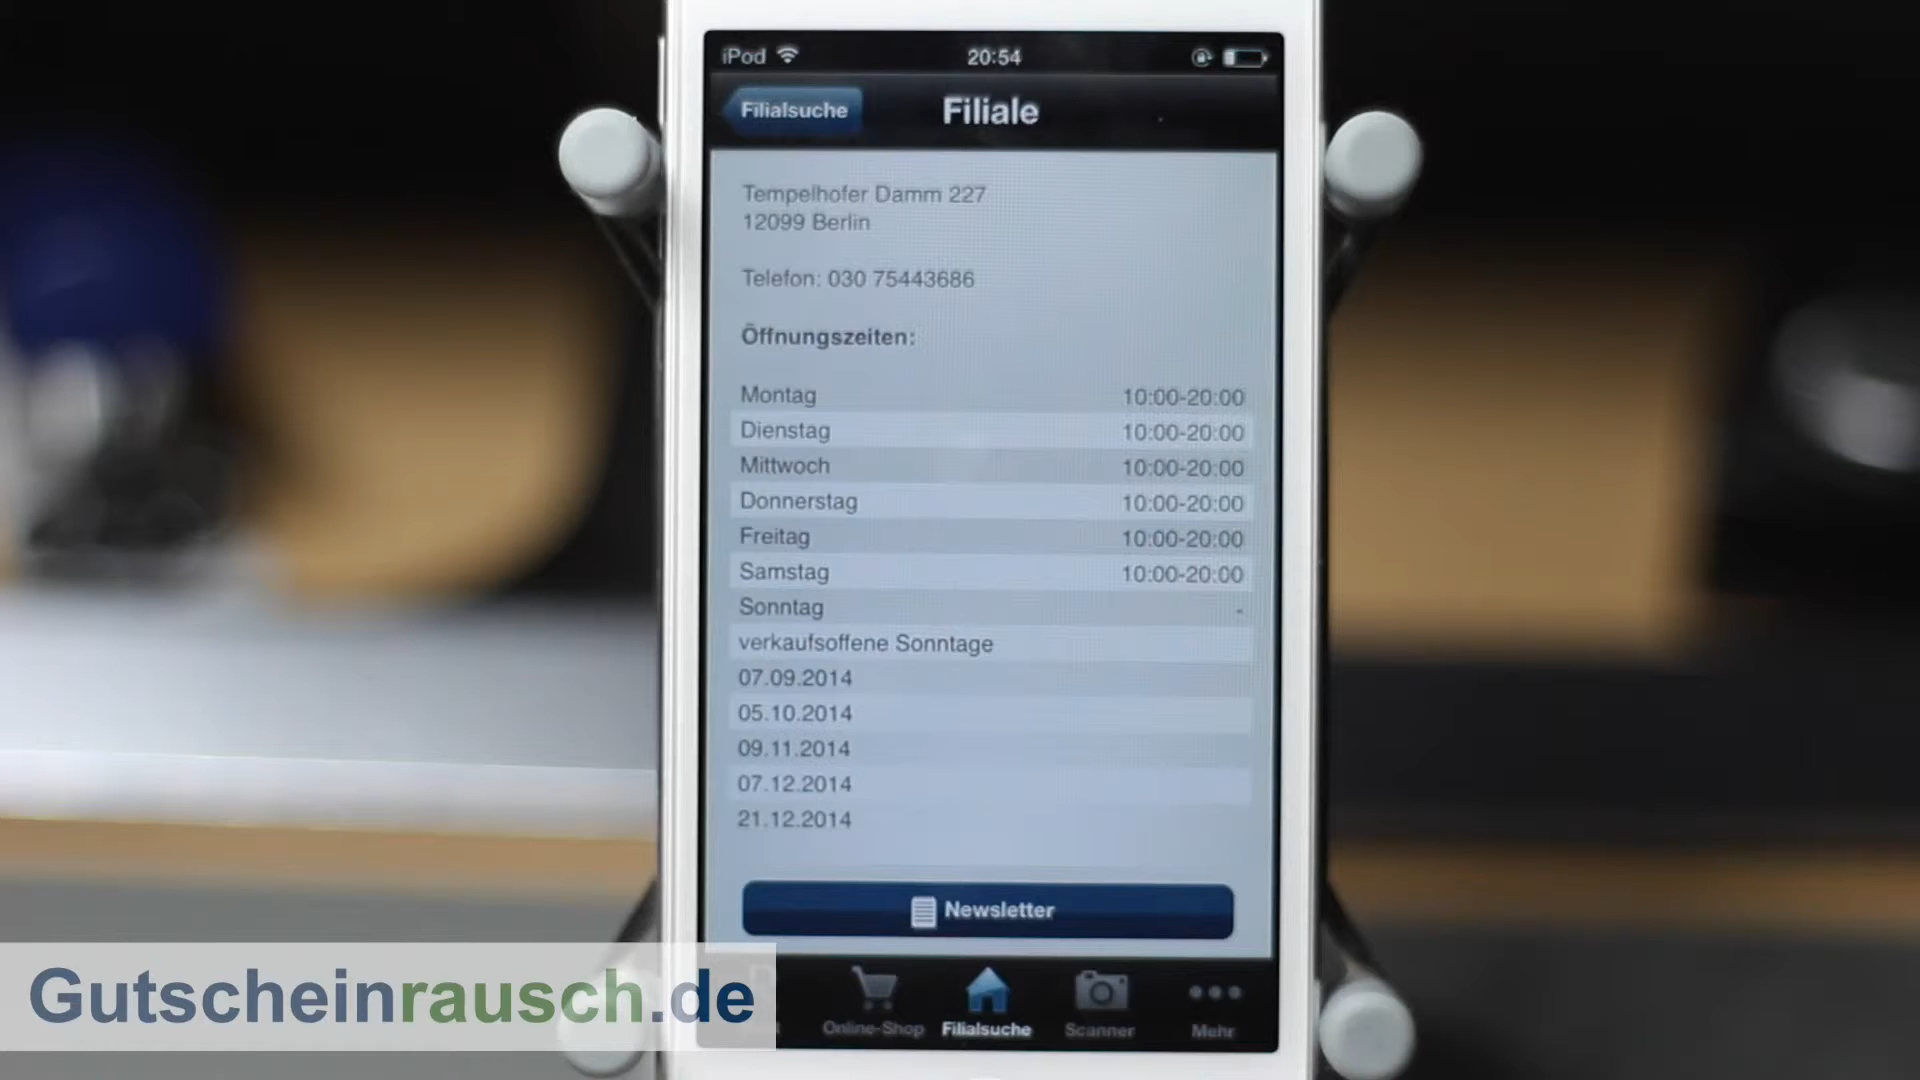 iPod
20:54
Filialsuche
Filiale
Tempelhofer Damm 227
12099 Berlin
Telefon: 030 75443686
Öffnungszeiten:
Montag 10:00-20:00
Dienstag 10:00-20:00
Mittwoch 10:00-20:00
Donnerstag 10:00-20:00
Freitag 10:00-20:00
Samstag 10:00-20:00
Sonntag -
verkaufsoffene Sonntage
07.09.2014
05.10.2014
09.11.2014
07.12.2014
21.12.2014
Newsletter
Online-Shop
Filialsuche
Scanner
Mehr
Gutscheinrausch.de